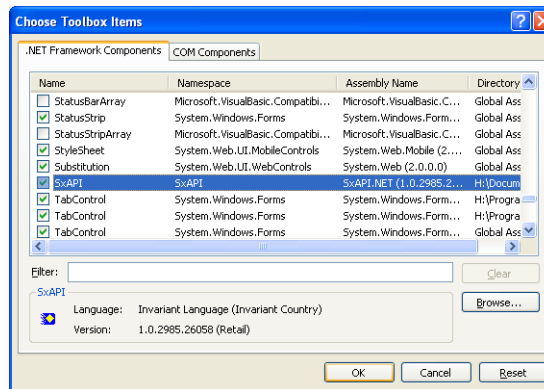 Choose Toolbox Items
.NET Framework Components COM Components
Name Namespace Assembly Name Directory
StatusBarArray Microsoft.VisualBasic.Compatibi... Microsoft.VisualBasic.C... Global Ass
StatusStrip System.Windows.Forms System.Windows.Form... Global Ass
StatusStripArray Microsoft.VisualBasic.Compatibi... Microsoft.VisualBasic.C... Global Ass
StyleSheet System.Web.UI.MobileControls System.Web.Mobile (2.... Global Ass
Substitution System.Web.UI.WebControls System.Web (2.0.0.0) Global Ass
SxAPI SxAPI SxAPI.NET (1.0.2985.2... H:\Docum
TabControl System.Windows.Forms System.Windows.Form... H:\Progra
TabControl System.Windows.Forms System.Windows.Form... H:\Progra
TabControl System.Windows.Forms System.Windows.Form... Global Ass
Filter: Clear
SxAPI
Language: Invariant Language (Invariant Country) Browse...
Version: 1.0.2985.26058 (Retail)
OK Cancel Reset